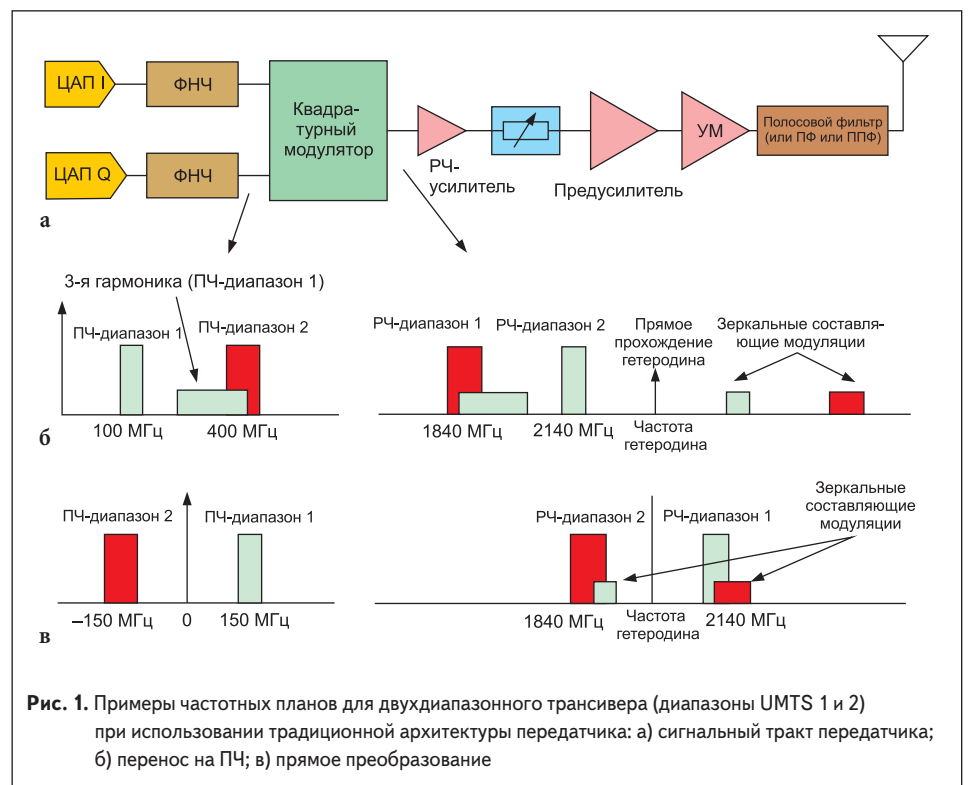 ЦАП I
ФНЧ
Квадра-
турный
модулятор
ЦАП Q
ФНЧ
РЧ-
усилитель
Предусилитель
УМ
Полосовой фильтр
(или ПФ или ППФ)
а
3-я гармоника (ПЧ-диапазон 1)
ПЧ-диапазон 1
ПЧ-диапазон 2
100 МГц
400 МГц
РЧ-диапазон 1
РЧ-диапазон 2
Прямое
прохождение
гетеродина
Зеркальные составля-
ющие модуляции
1840 МГц
2140 МГц
Частота
гетеродина
б
ПЧ-диапазон 2
ПЧ-диапазон 1
–150 МГц
0
150 МГц
РЧ-диапазон 2
РЧ-диапазон 1
Зеркальные
составляющие
модуляции
1840 МГц
Частота
гетеродина
2140 МГц
в
Рис. 1. Примеры частотных планов для двухдиапазонного трансивера (диапазоны UMTS 1 и 2)
при использовании традиционной архитектуры передатчика: а) сигнальный тракт передатчика;
б) перенос на ПЧ; в) прямое преобразование